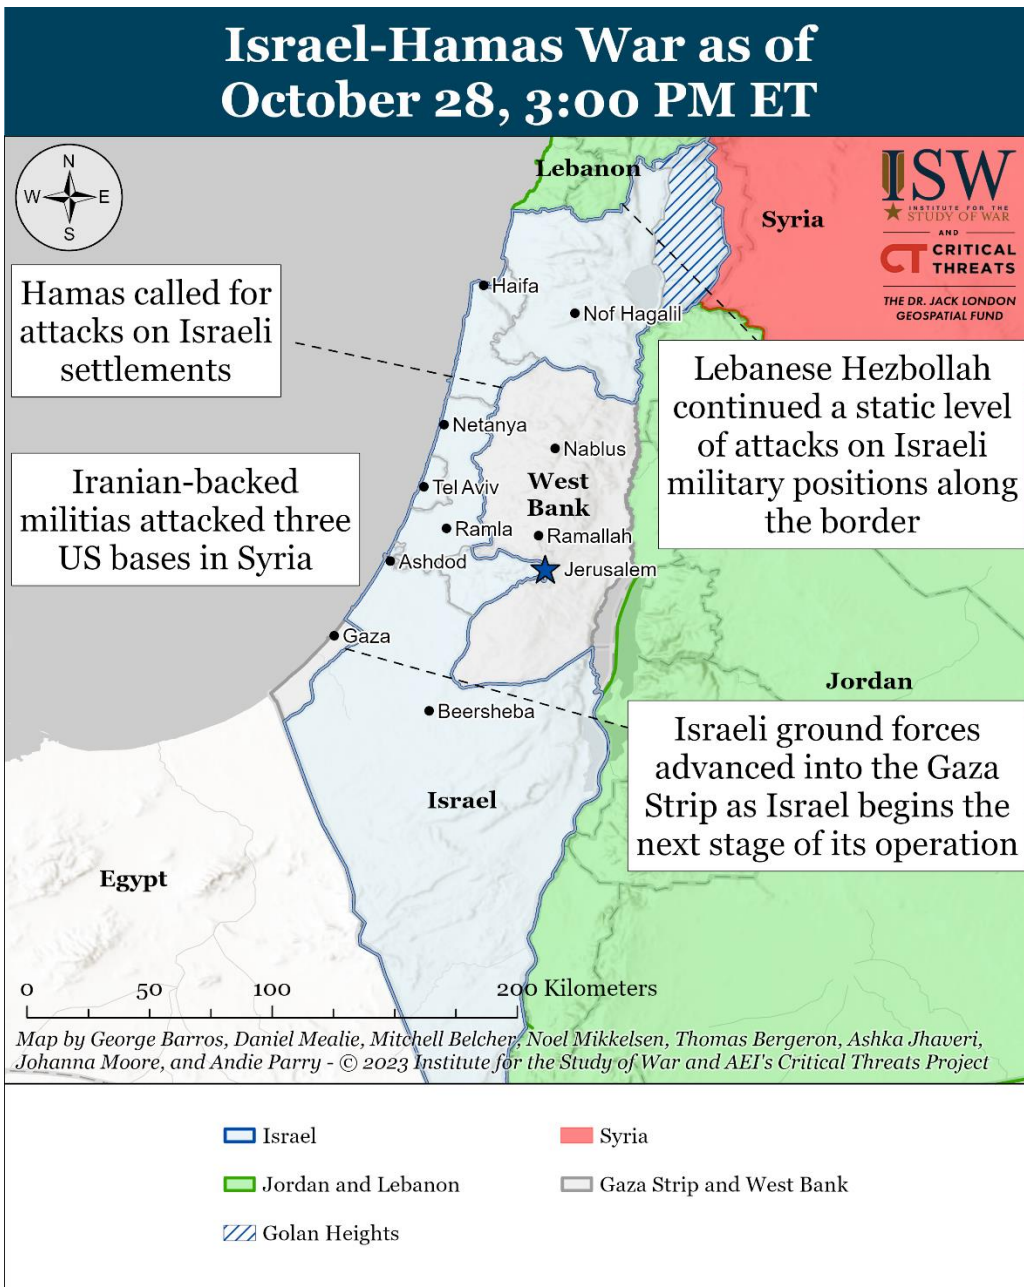 Israel-Hamas War as of
October 28, 3:00 PM ET
N
W
E
S
Lebanon
Syria
ISW
INSTITUTE FOR THE
STUDY OF WAR
AND
CT CRITICAL
THREATS
THE DR. JACK LONDON
GEOSPATIAL FUND
Hamas called for
attacks on Israeli
settlements
Haifa
Nof Hagalil
Lebanese Hezbollah
continued a static level
of attacks on Israeli
military positions along
the border
Netanya
Nablus
Iranian-backed
militias attacked three
US bases in Syria
Tel Aviv
West
Bank
Ramla
Ramallah
Ashdod
Jerusalem
Gaza
Jordan
Beersheba
Israeli ground forces
advanced into the Gaza
Strip as Israel begins the
next stage of its operation
Israel
Egypt
0
50
100
200 Kilometers
Map by George Barros, Daniel Mealie, Mitchell Belcher, Noel Mikkelsen, Thomas Bergeron, Ashka Jhaveri,
Johanna Moore, and Andie Parry - © 2023 Institute for the Study of War and AEI's Critical Threats Project
Israel
Syria
Jordan and Lebanon
Gaza Strip and West Bank
Golan Heights